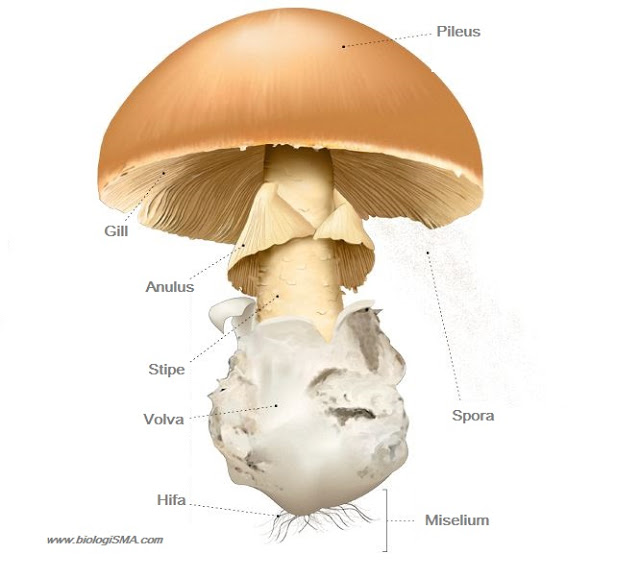 Pileus
Gill
Anulus
Stipe
Volva
Spora
Hifa
Miselium
www.biologiSMA.com